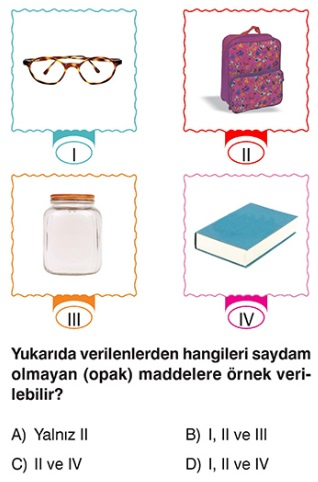 I
II
III
IV
Yukarıda verilenlerden hangileri saydam
olmayan (opak) maddelere örnek veri-
lebilir?
A) Yalnız II
B) I, II ve III
C) II ve IV
D) I, II ve IV